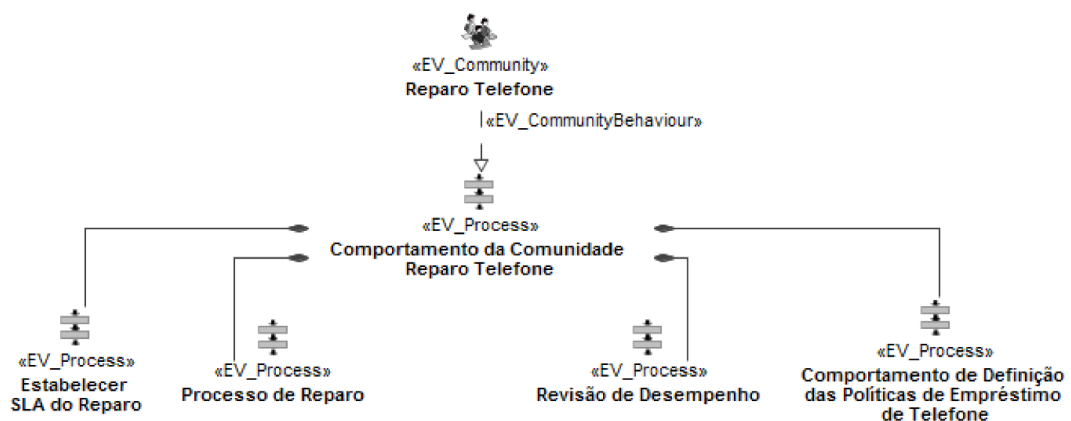 «EV_Community»
Reparo Telefone
«EV_CommunityBehaviour»
«EV_Process»
Comportamento da Comunidade
Reparo Telefone
«EV_Process»
Estabelecer
SLA do Reparo
«EV_Process»
Processo de Reparo
«EV_Process»
Revisão de Desempenho
«EV_Process»
Comportamento de Definição
das Políticas de Empréstimo
de Telefone